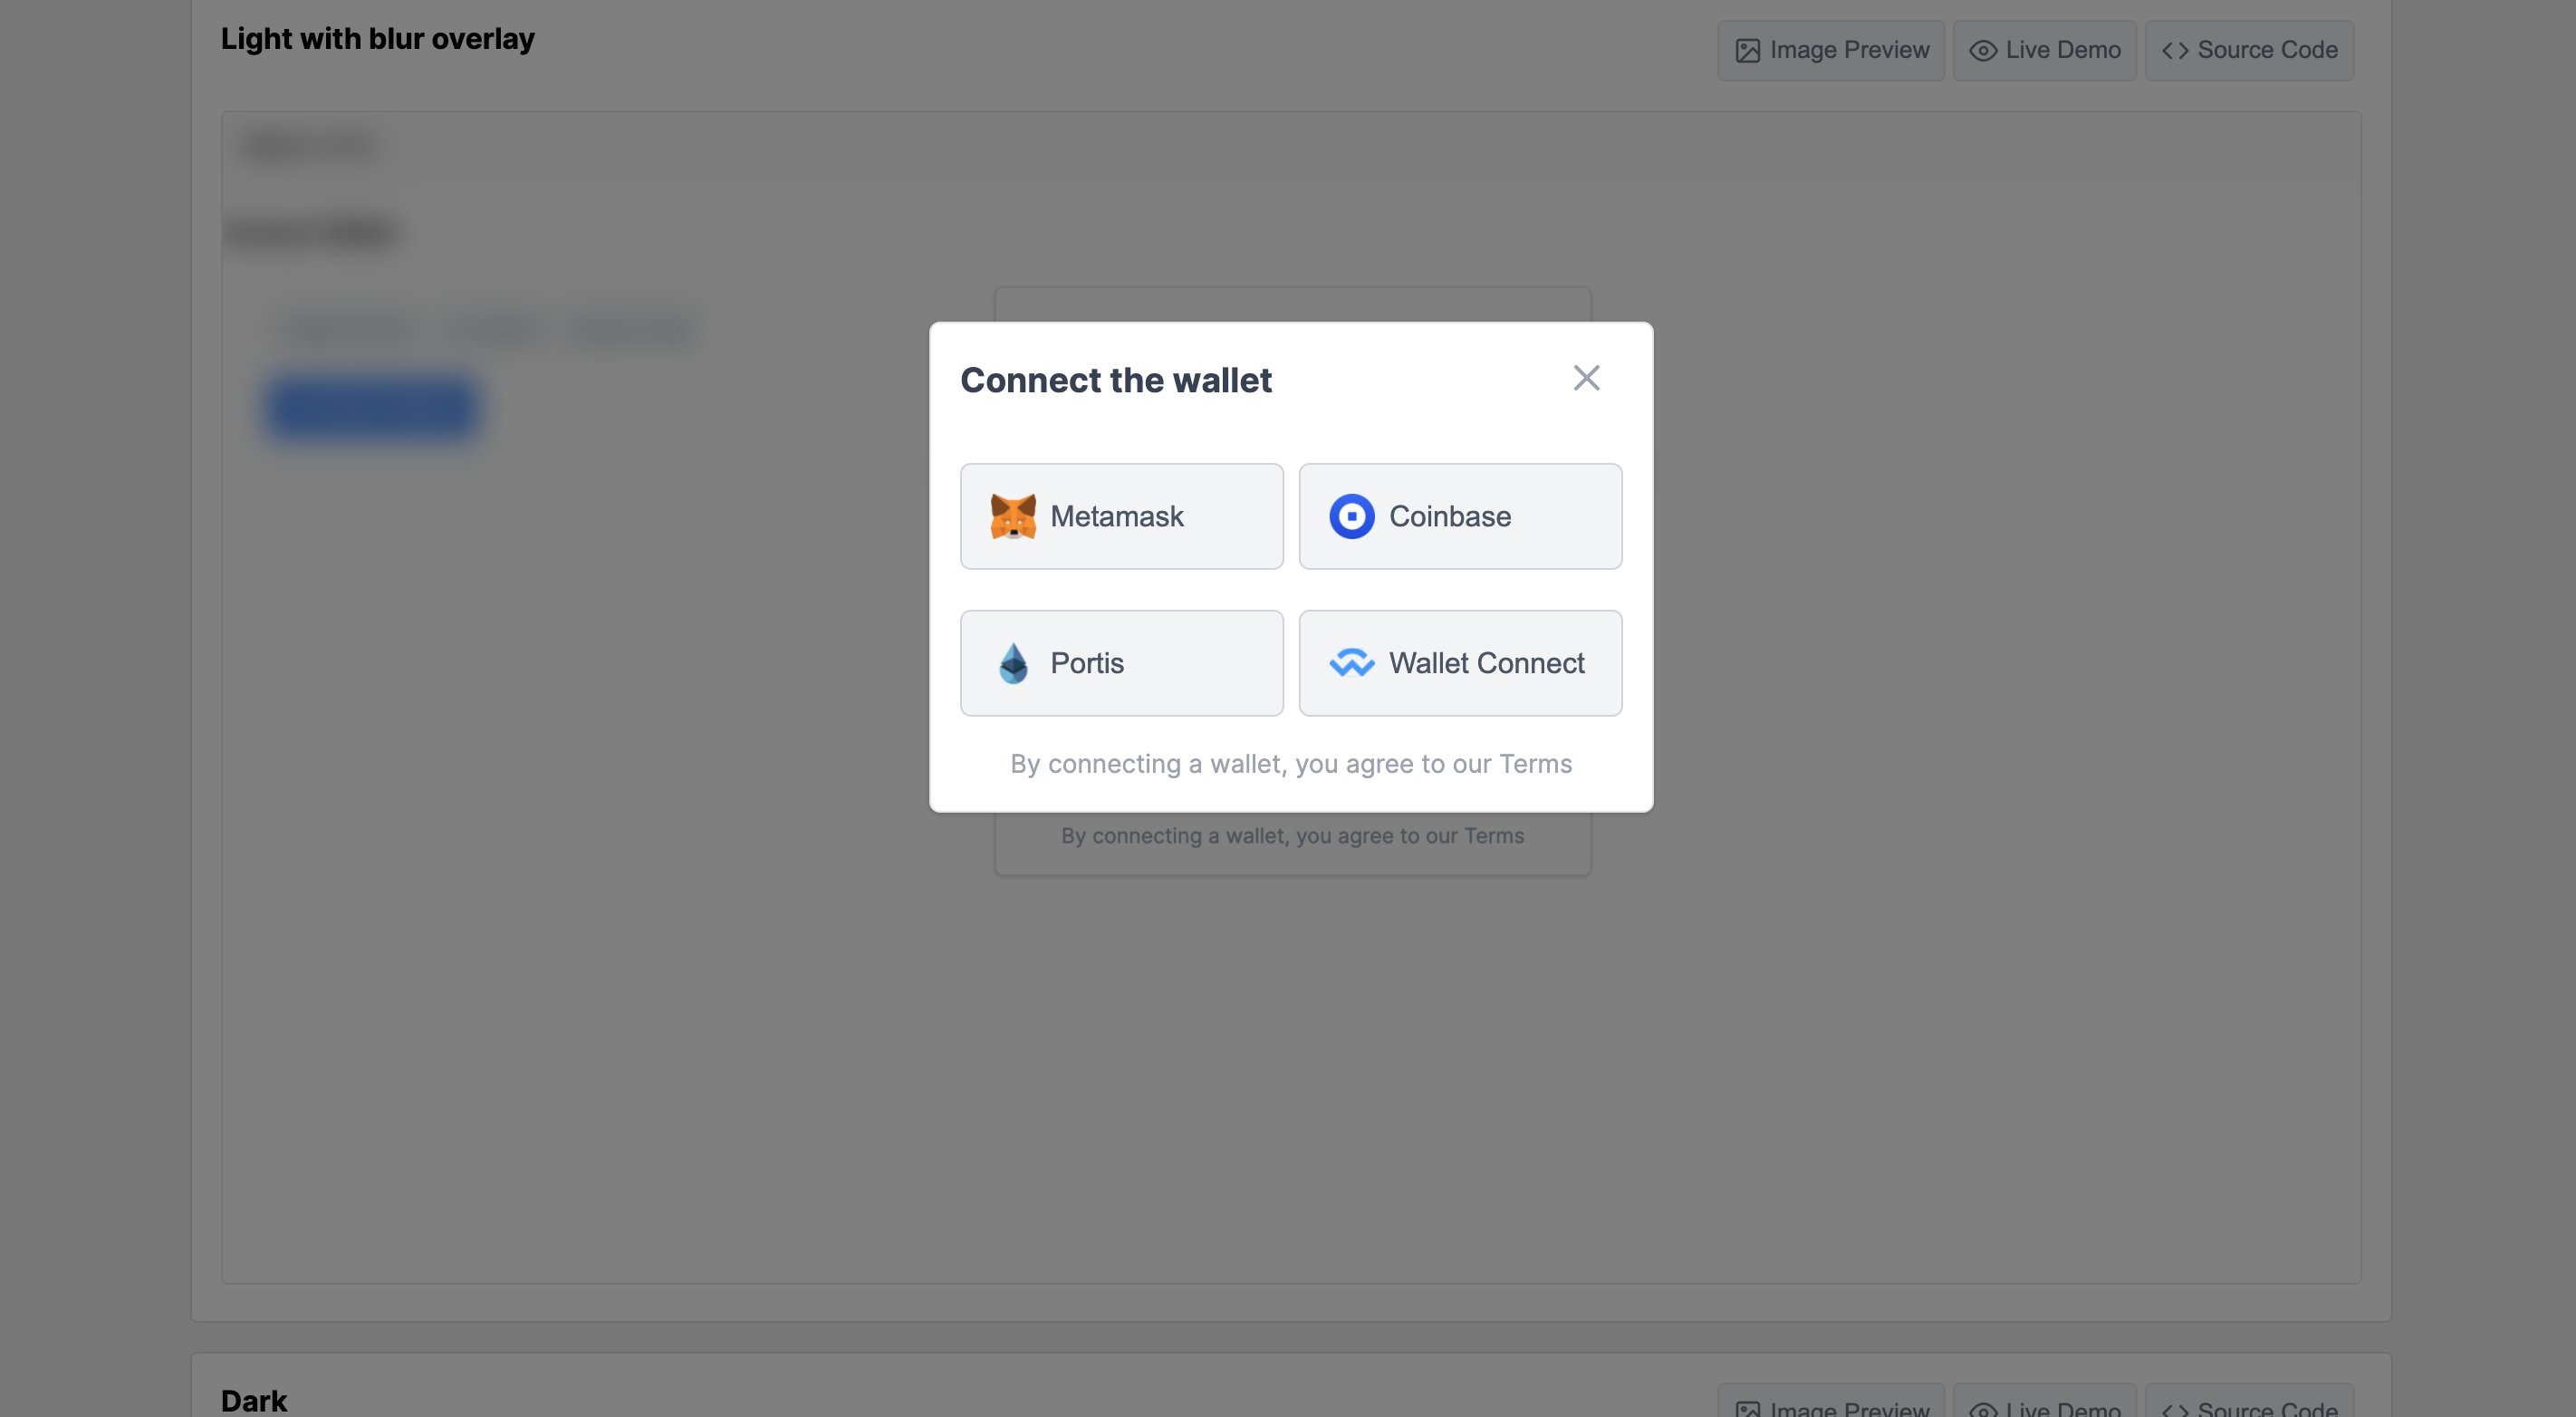 Light with blur overlay
Image Preview
Live Demo
Source Code
Connect the wallet
Metamask
Coinbase
Portis
Wallet Connect
By connecting a wallet, you agree to our Terms
By connecting a wallet, you agree to our Terms
Dark
Image Preview
Live Demo
Source Code